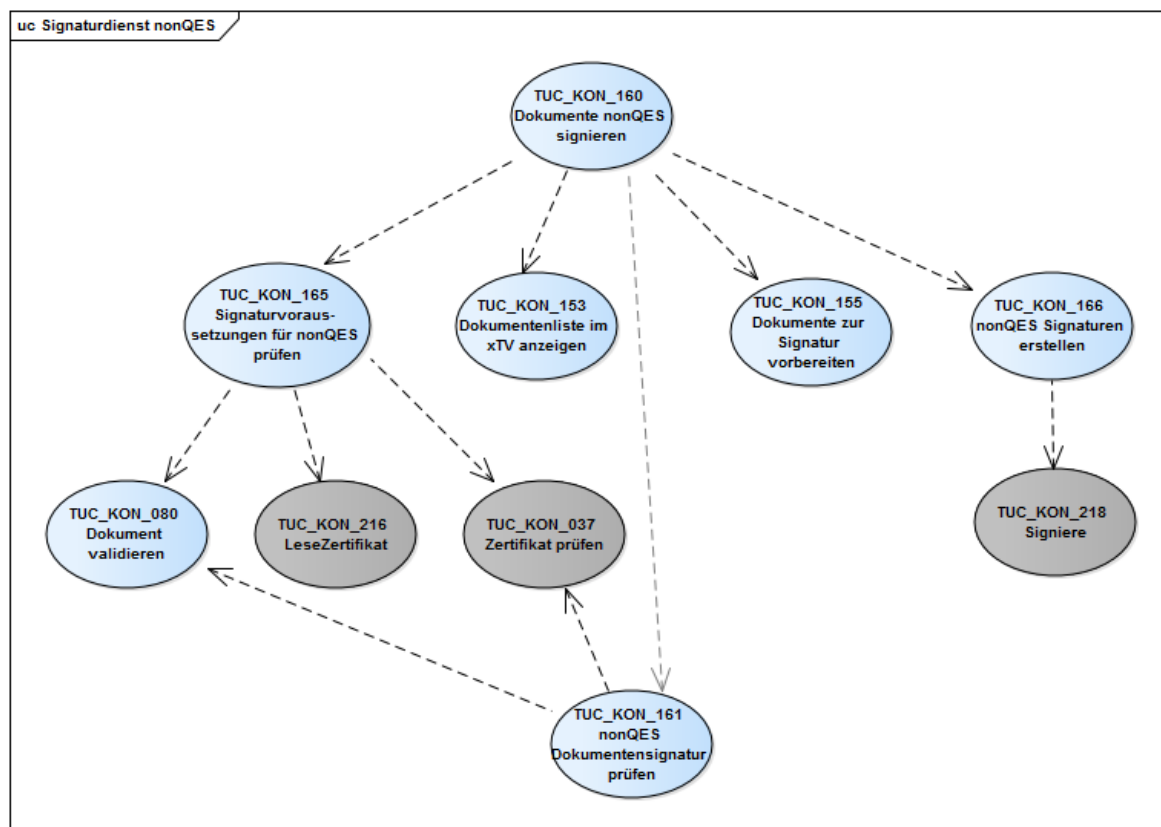 uc Signaturdienst nonQES
TUC_KON_160
Dokumente nonQES
signieren
TUC_KON_165
Signaturvoraus-
setzungen für nonQES
prüfen
TUC_KON_153
Dokumentenliste im
xTV anzeigen
TUC_KON_155
Dokumente zur
Signatur
vorbereiten
TUC_KON_166
nonQES Signaturen
erstellen
TUC_KON_080
Dokument
validieren
TUC_KON_216
LeseZertifikat
TUC_KON_037
Zertifikat prüfen
TUC_KON_218
Signiere
TUC_KON_161
nonQES
Dokumentensignatur
prüfen